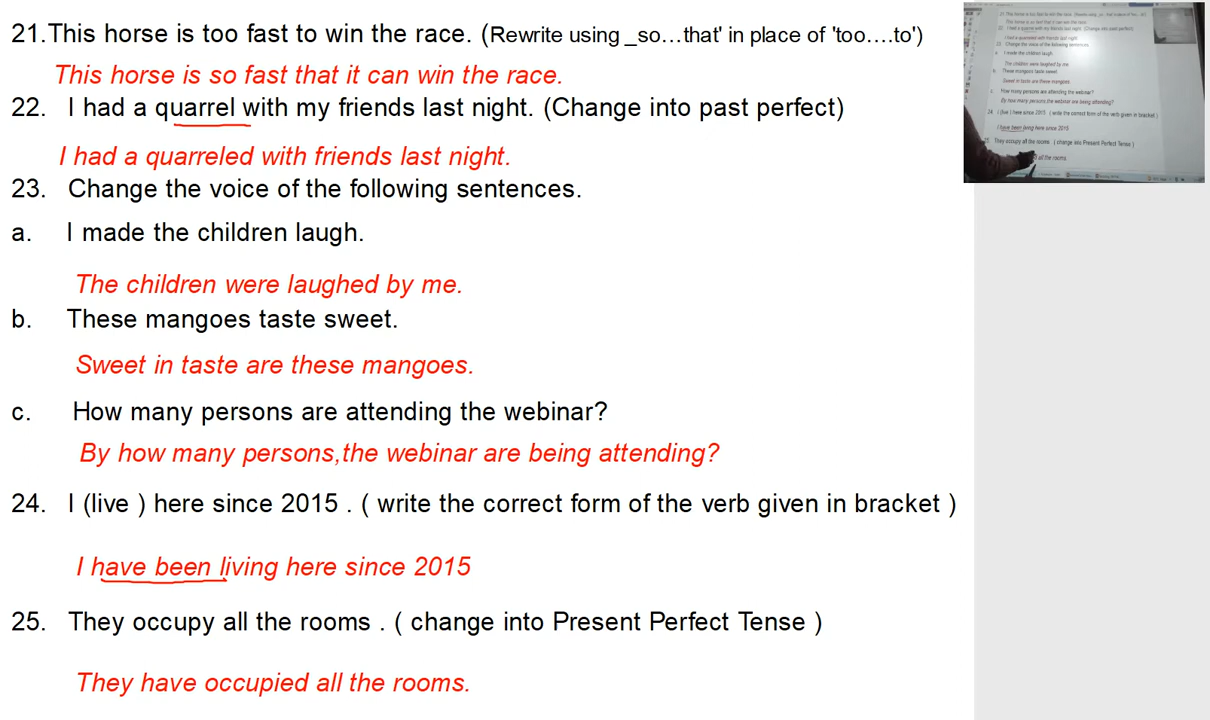 21.This horse is too fast to win the race. (Rewrite using _so…that' in place of 'too….to')
This horse is so fast that it can win the race.
22. I had a quarrel with my friends last night. (Change into past perfect)
I had a quarreled with friends last night.
23. Change the voice of the following sentences.
a. I made the children laugh.
The children were laughed by me.
b. These mangoes taste sweet.
Sweet in taste are these mangoes.
c. How many persons are attending the webinar?
By how many persons,the webinar are being attending?
24. I (live ) here since 2015 . ( write the correct form of the verb given in bracket )
I have been living here since 2015
25. They occupy all the rooms . ( change into Present Perfect Tense )
They have occupied all the rooms.